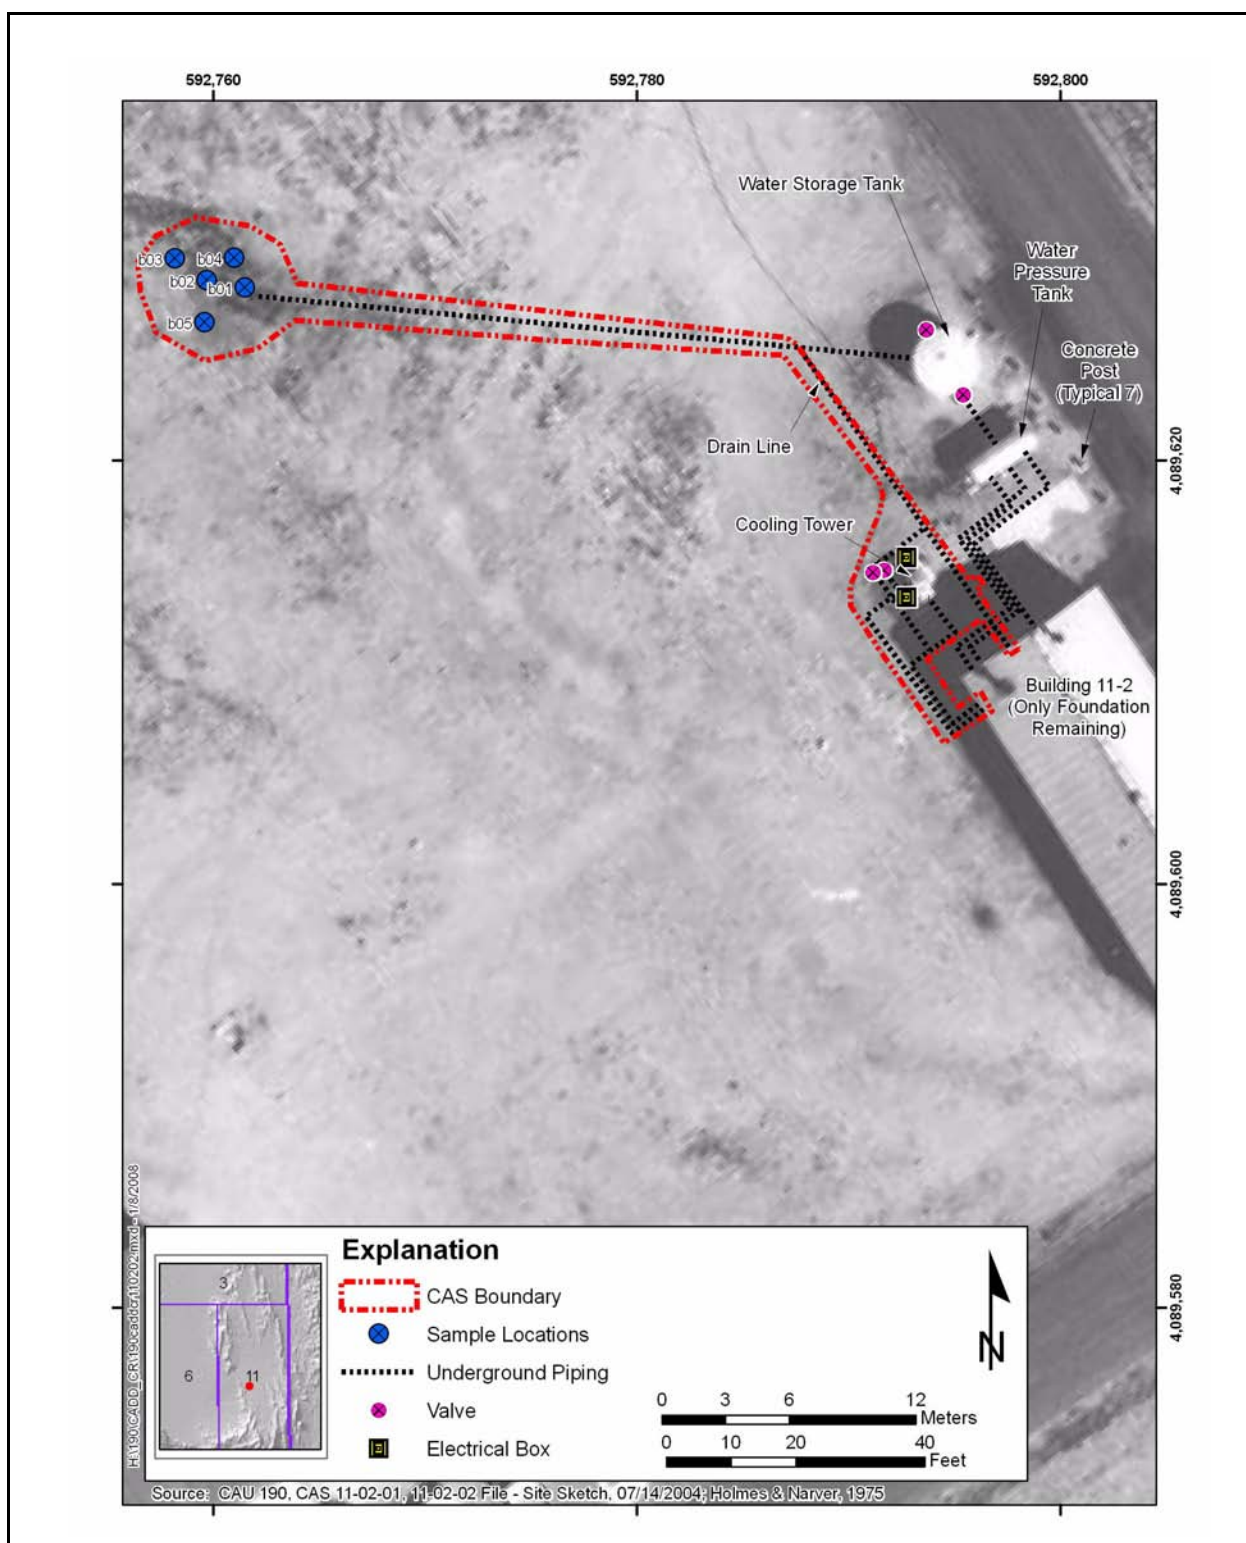 592,760
592,780
592,800
Water Storage Tank
Water
Pressure
Tank
Concrete
Post
(Typical 7)
b03
b04
b02
b01
b05
Drain Line
4,089,620
Cooling Tower
Building 11-2
(Only Foundation
Remaining)
4,089,600
4,089,580
H:\190\CADD_CR\190caddcr110202.mxd - 1/8/2008
Explanation
CAS Boundary
Sample Locations
Underground Piping
Valve
Electrical Box
3
6
11
N
0 3 6 12
Meters
0 10 20 40
Feet
Source: CAU 190, CAS 11-02-01, 11-02-02 File - Site Sketch, 07/14/2004; Holmes & Narver, 1975